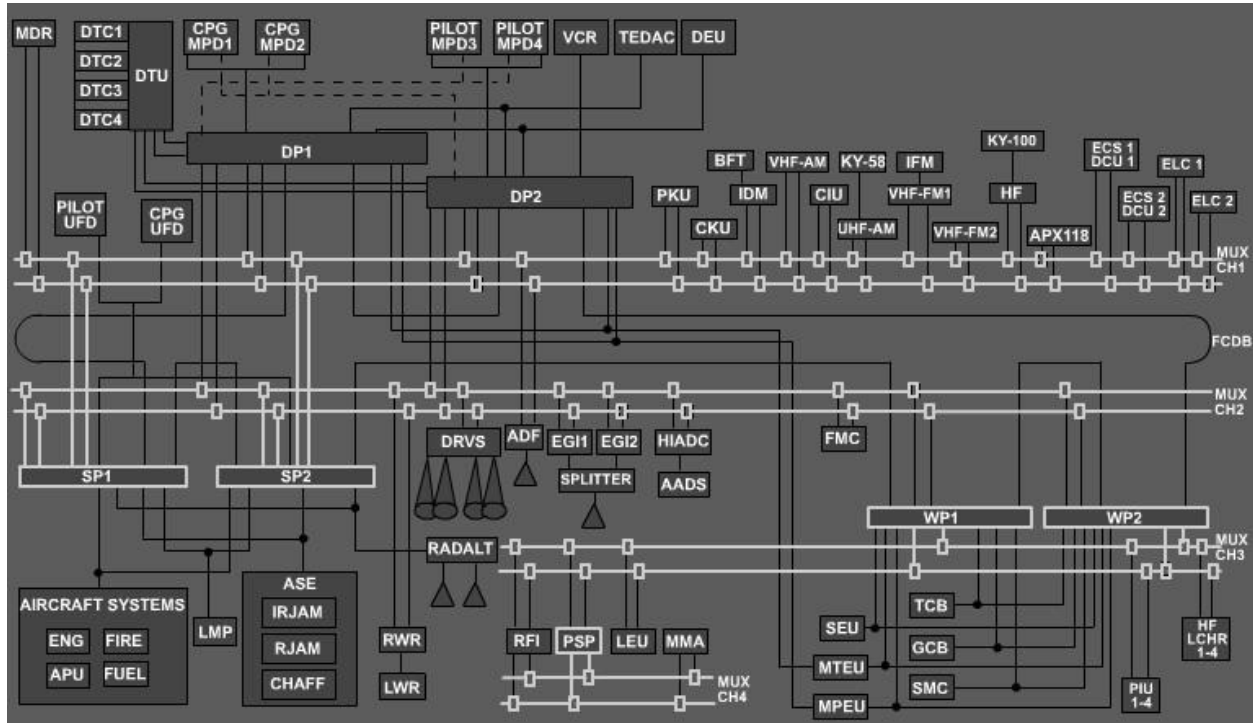 MDR
DTC1
DTC2
DTC3
DTC4
DTU
CPG
MPD1
CPG
MPD2
PILOT
MPD3
PILOT
MPD4
VCR
TEDAC
DEU
DP1
DP2
PILOT
UFD
CPG
UFD
PKU
CKU
BFT
IDM
VHF-AM
CIU
KY-58
UHF-AM
IFM
VHF-FM1
VHF-FM2
KY-100
HF
APX118
ECS 1
DCU 1
ECS 2
DCU 2
ELC 1
ELC 2
MUX
CH1
FCDB
MUX
CH2
SP1
SP2
DRVS
ADF
EGI1
EGI2
SPLITTER
HIADC
AADS
FMC
WP1
WP2
MUX
CH3
RADALT
AIRCRAFT SYSTEMS
ENG
FIRE
APU
FUEL
LMP
ASE
IRJAM
RJAM
CHAFF
RWR
LWR
RFI
PSP
LEU
MMA
MUX
CH4
SEU
MTEU
MPEU
TCB
GCB
SMC
PIU
1-4
HF
LCHR
1-4